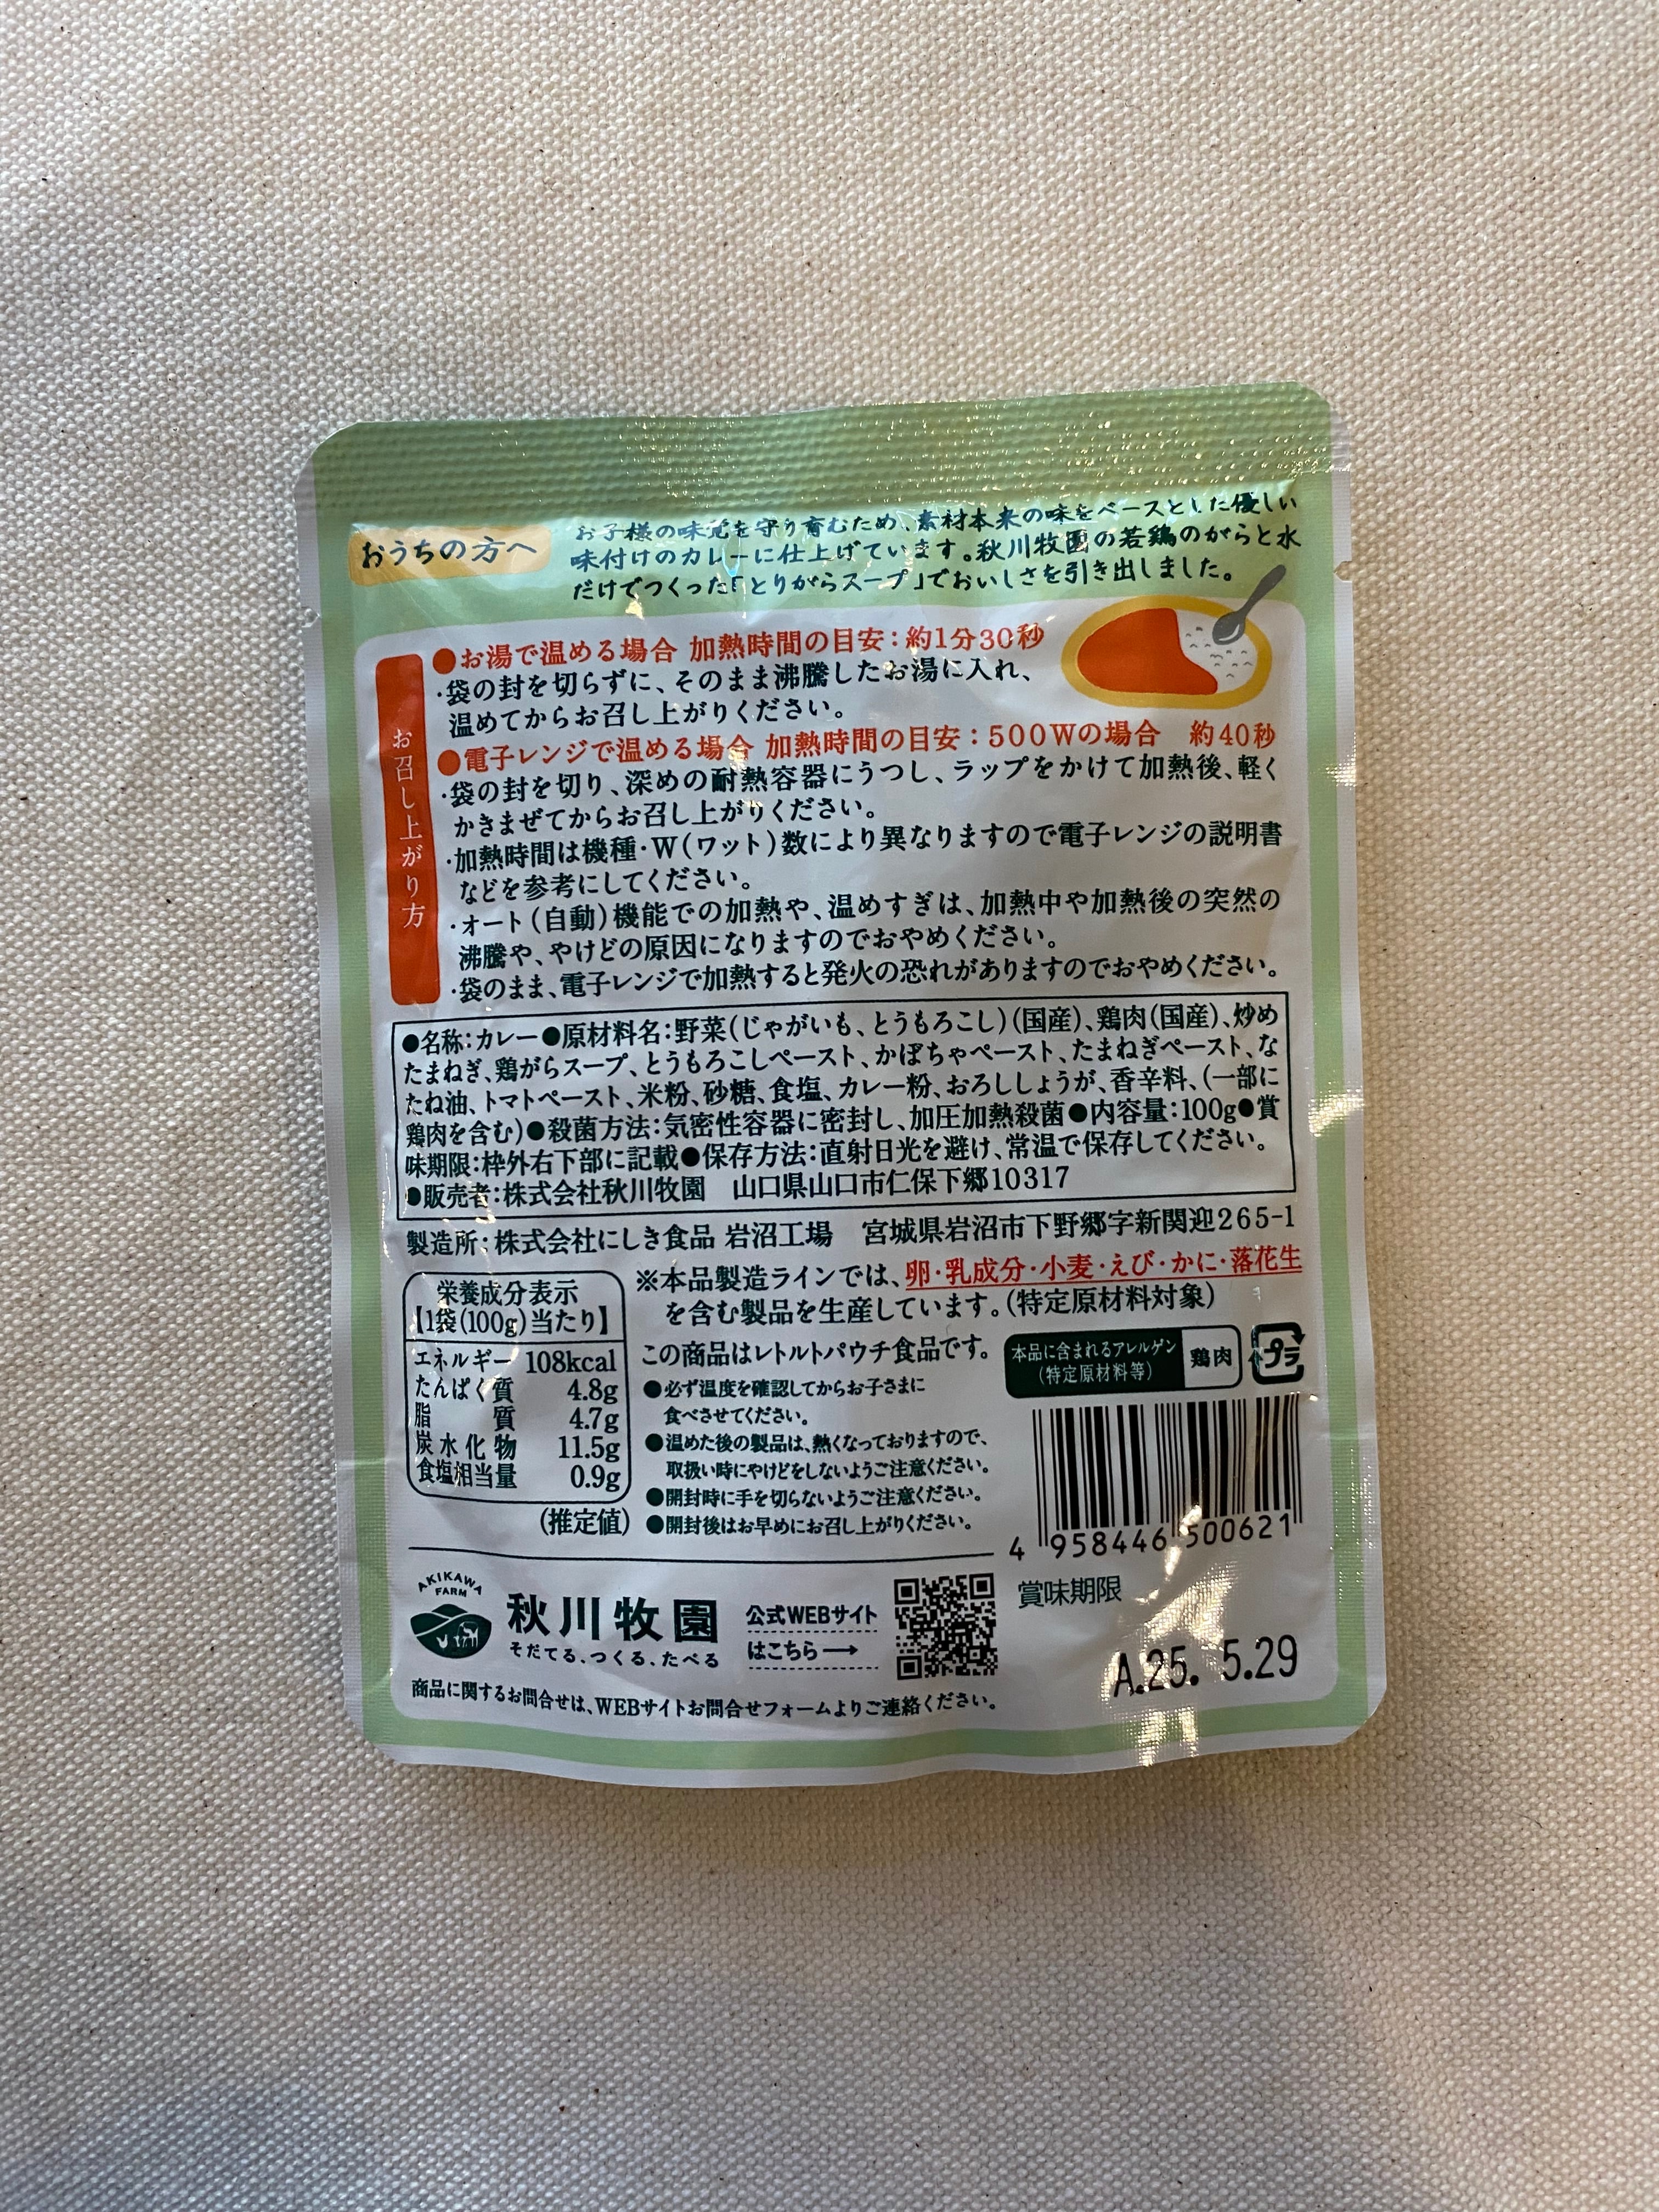 おうちの方へ
お子様の味覚を守り育むため、素材本来の味をベースとした優しい
味付けのカレーに仕上げています。秋川牧園の若鶏のがらと水
だけでつくった「とりがらスープ」でおいしさを引き出しました。
お召し上がり方
●お湯で温める場合 加熱時間の目安：約1分30秒
・袋の封を切らずに、そのまま沸騰したお湯に入れ、
温めてからお召し上がりください。
●電子レンジで温める場合 加熱時間の目安：500Wの場合 約40秒
・袋の封を切り、深めの耐熱容器にうつし、ラップをかけて加熱後、軽く
かきまぜてからお召し上がりください。
・加熱時間は機種・W(ワット)数により異なりますので電子レンジの説明書
などを参考にしてください。
・オート(自動)機能での加熱や、温めすぎは、加熱中や加熱後の突然の
沸騰や、やけどの原因になりますのでおやめください。
・袋のまま、電子レンジで加熱すると発火の恐れがありますのでおやめください。
●名称：カレー●原材料名：野菜(じゃがいも、とうもろこし)(国産)、鶏肉(国産)、炒め
たまねぎ、鶏がらスープ、とうもろこしペースト、かぼちゃペースト、たまねぎペースト、な
たね油、トマトペースト、米粉、砂糖、食塩、カレー粉、おろししょうが、香辛料、(一部に
鶏肉を含む)●殺菌方法：気密性容器に密封し、加圧加熱殺菌●内容量：100g●賞
味期限：枠外右下部に記載●保存方法：直射日光を避け、常温で保存してください。
●販売者：株式会社秋川牧園 山口県山口市仁保下郷10317
製造所：株式会社にしき食品 岩沼工場 宮城県岩沼市下野郷字新関迎265-1
※本品製造ラインでは、卵・乳成分・小麦・えび・かに・落花生
を含む製品を生産しています。(特定原材料対象)
栄養成分表示
【1袋(100g)当たり】
エネルギー 108kcal
たんぱく質 4.8g
脂質 4.7g
炭水化物 11.5g
食塩相当量 0.9g
(推定値)
この商品はレトルトパウチ食品です。
●必ず温度を確認してからお子さまに
食べさせてください。
●温めた後の製品は、熱くなっておりますので、
取扱い時にやけどをしないようご注意ください。
●開封時に手を切らないようご注意ください。
●開封後はお早めにお召し上がりください。
本品に含まれるアレルゲン
(特定原材料等)
鶏肉
プラ
4 958446 500621
AKIKAWA
FARM
秋川牧園
そだてる、つくる、たべる
公式WEBサイト
はこちら→
商品に関するお問合せは、WEBサイトお問合せフォームよりご連絡ください。
賞味期限
A.25. 5.29